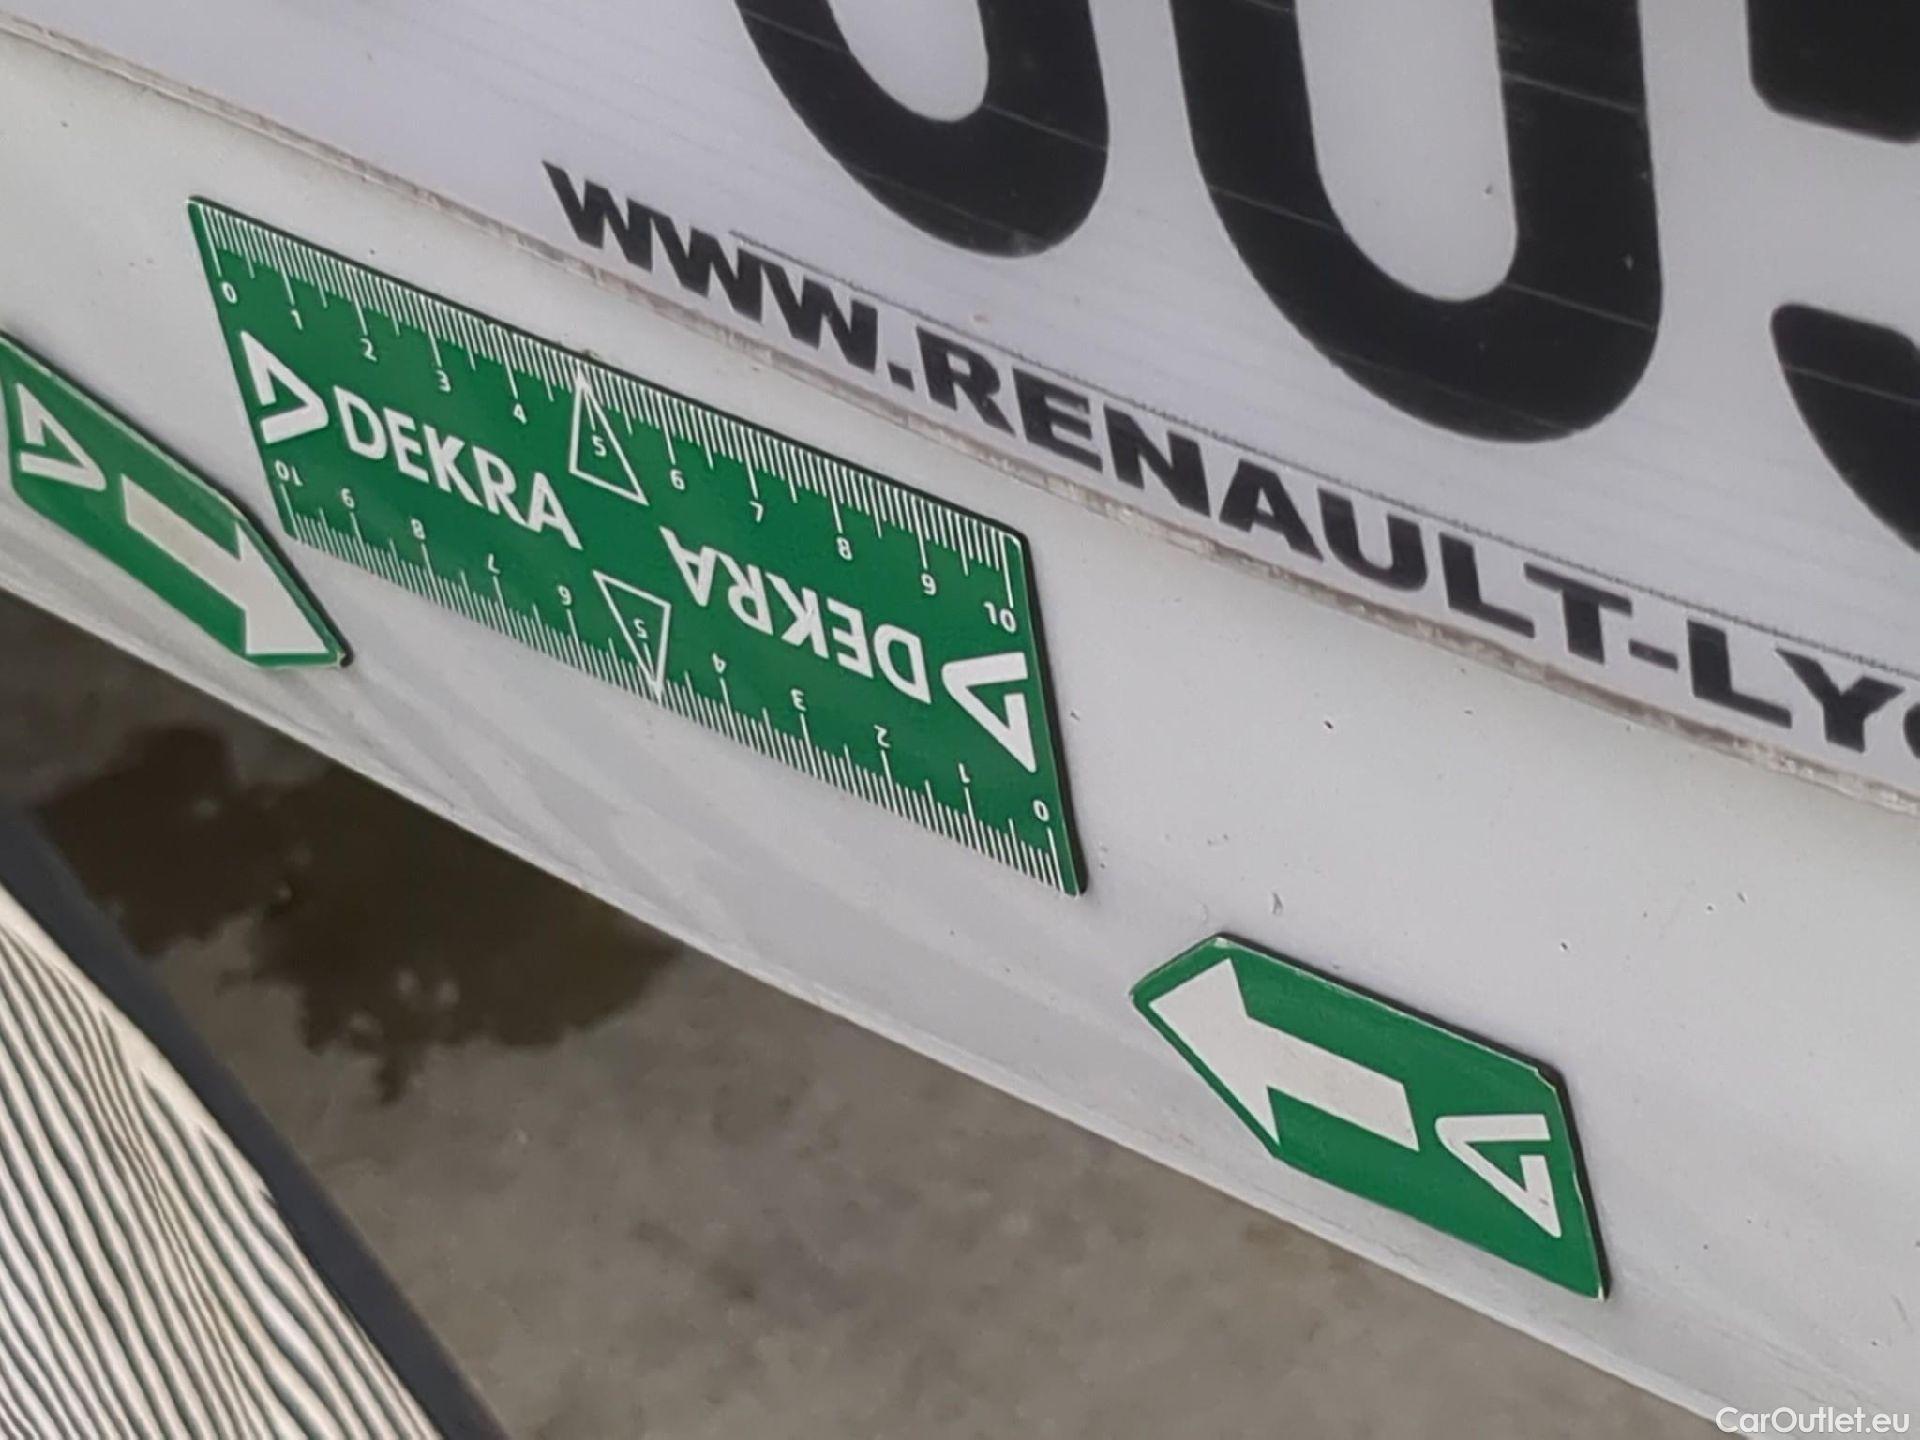 WWW.RENAULT-LY
0 1 2 3 4 5 6 7 8 9 10
DEKRA
DEKRA
10 9 8 7 6 5 4 3 2 1 0
CarOutlet.eu